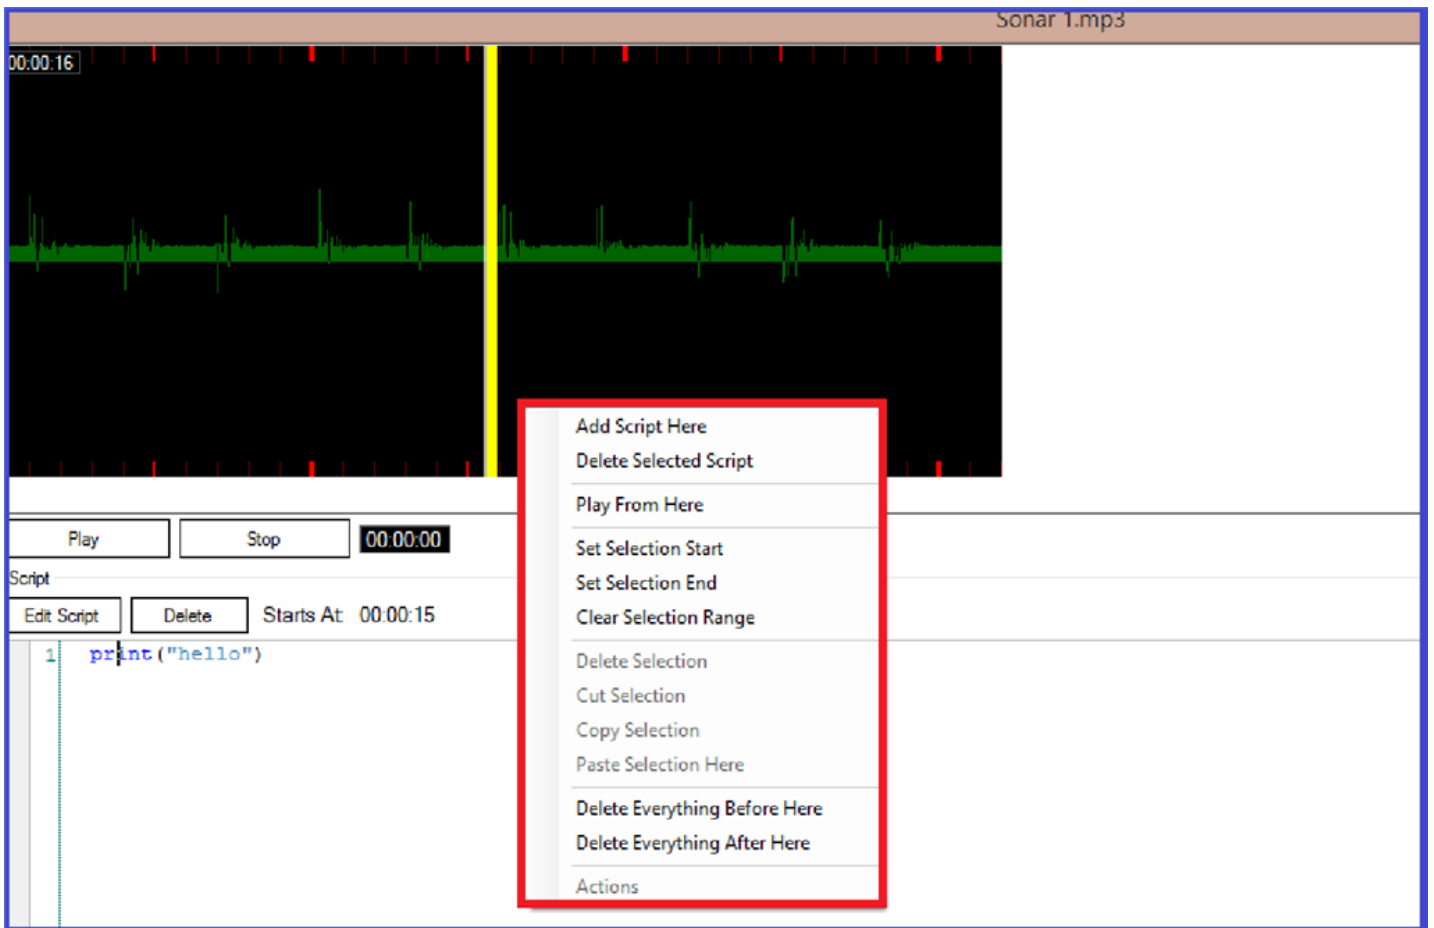 Sonar 1.mp3
00:00:16
Add Script Here
Delete Selected Script
Play From Here
Set Selection Start
Set Selection End
Clear Selection Range
Delete Selection
Cut Selection
Copy Selection
Paste Selection Here
Delete Everything Before Here
Delete Everything After Here
Actions
Play Stop 00:00:00
Script
Edit Script Delete Starts At: 00:00:15
1 print("hello")